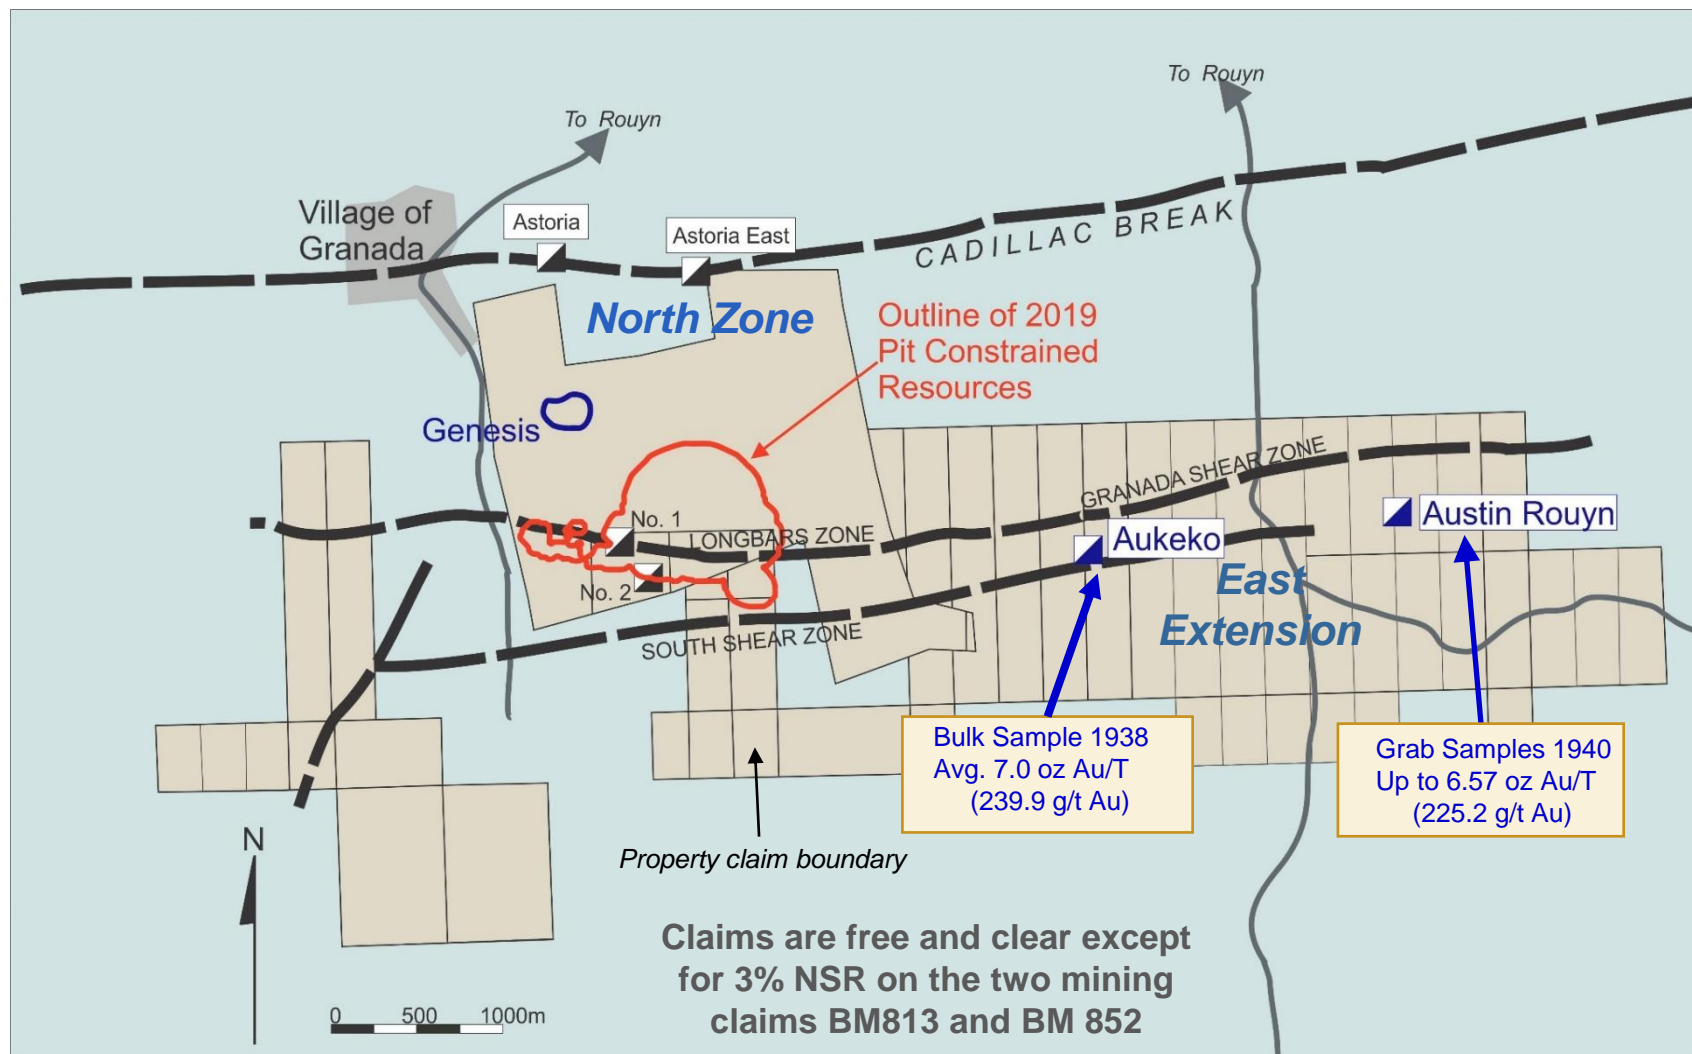 To Rouyn
To Rouyn
Village of
Granada
Astoria
Astoria East
CADILLAC BREAK
North Zone
Outline of 2019
Pit Constrained
Resources
Genesis
GRANADA SHEAR ZONE
No. 1
LONGBARS ZONE
Aukeko
Austin Rouyn
No. 2
East
Extension
SOUTH SHEAR ZONE
Bulk Sample 1938
Avg. 7.0 oz Au/T
(239.9 g/t Au)
Grab Samples 1940
Up to 6.57 oz Au/T
(225.2 g/t Au)
N
Property claim boundary
Claims are free and clear except
for 3% NSR on the two mining
claims BM813 and BM 852
0 500 1000m